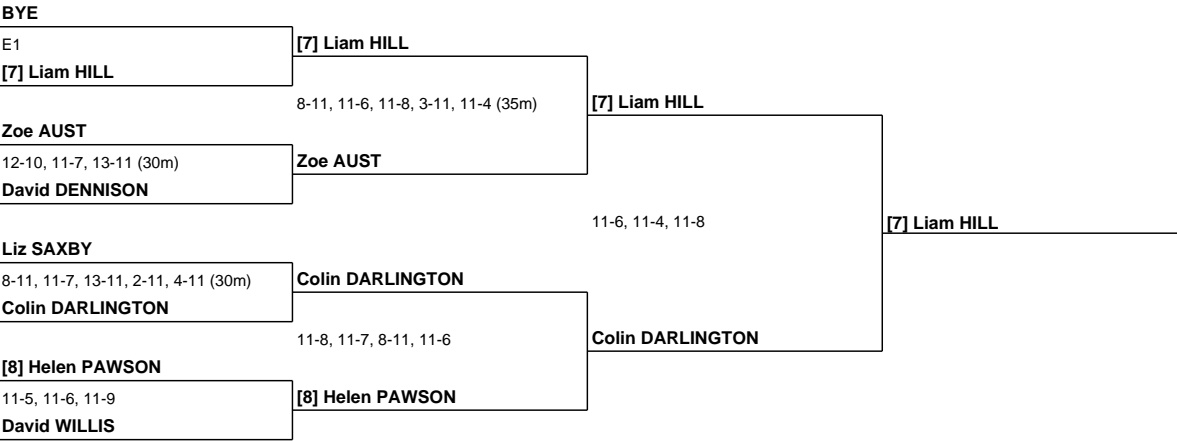 BYE
E1
[7] Liam HILL
[7] Liam HILL
8-11, 11-6, 11-8, 3-11, 11-4 (35m)
[7] Liam HILL
Zoe AUST
12-10, 11-7, 13-11 (30m)
Zoe AUST
David DENNISON
11-6, 11-4, 11-8
[7] Liam HILL
Liz SAXBY
8-11, 11-7, 13-11, 2-11, 4-11 (30m)
Colin DARLINGTON
Colin DARLINGTON
11-8, 11-7, 8-11, 11-6
Colin DARLINGTON
[8] Helen PAWSON
11-5, 11-6, 11-9
[8] Helen PAWSON
David WILLIS